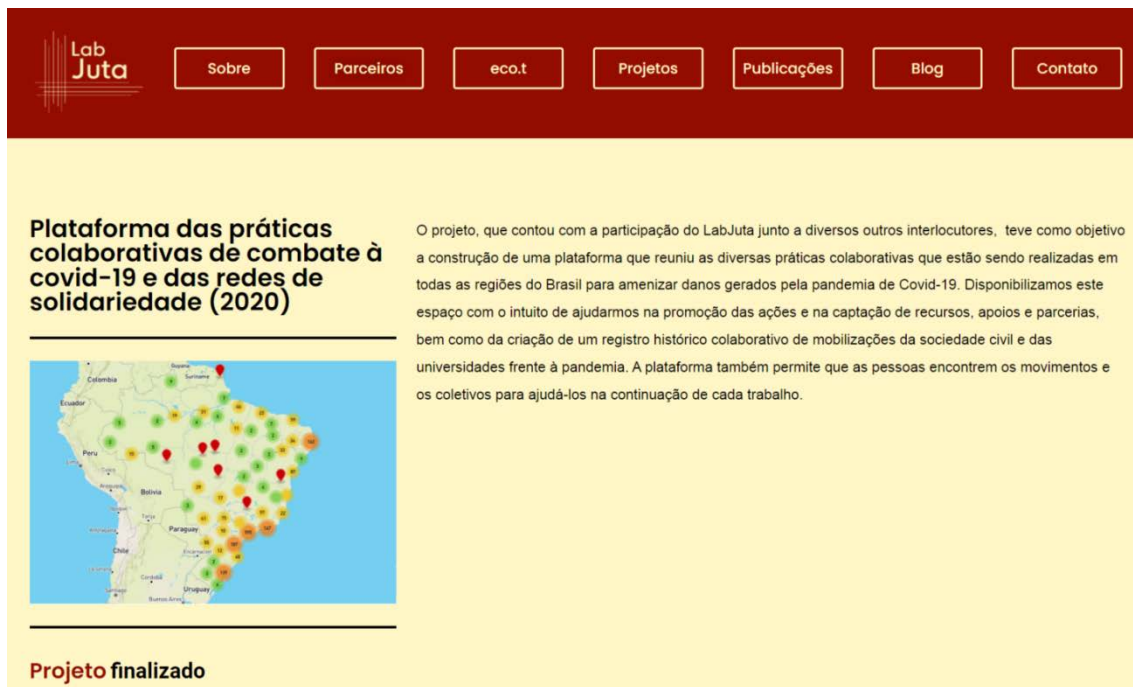 Lab
Juta
Sobre
Parceiros
eco.t
Projetos
Publicações
Blog
Contato
Plataforma das práticas
colaborativas de combate à
covid-19 e das redes de
solidariedade (2020)
O projeto, que contou com a participação do LabJuta junto a diversos outros interlocutores, teve como objetivo
a construção de uma plataforma que reuniu as diversas práticas colaborativas que estão sendo realizadas em
todas as regiões do Brasil para amenizar danos gerados pela pandemia de Covid-19. Disponibilizamos este
espaço com o intuito de ajudarmos na promoção das ações e na captação de recursos, apoios e parcerias,
bem como da criação de um registro histórico colaborativo de mobilizações da sociedade civil e das
universidades frente à pandemia. A plataforma também permite que as pessoas encontrem os movimentos e
os coletivos para ajudá-los na continuação de cada trabalho.
Colombia
Suriname
Ecuador
Peru
Bolivia
Paraguay
Chile
Uruguay
Buenos Aires
Projeto finalizado